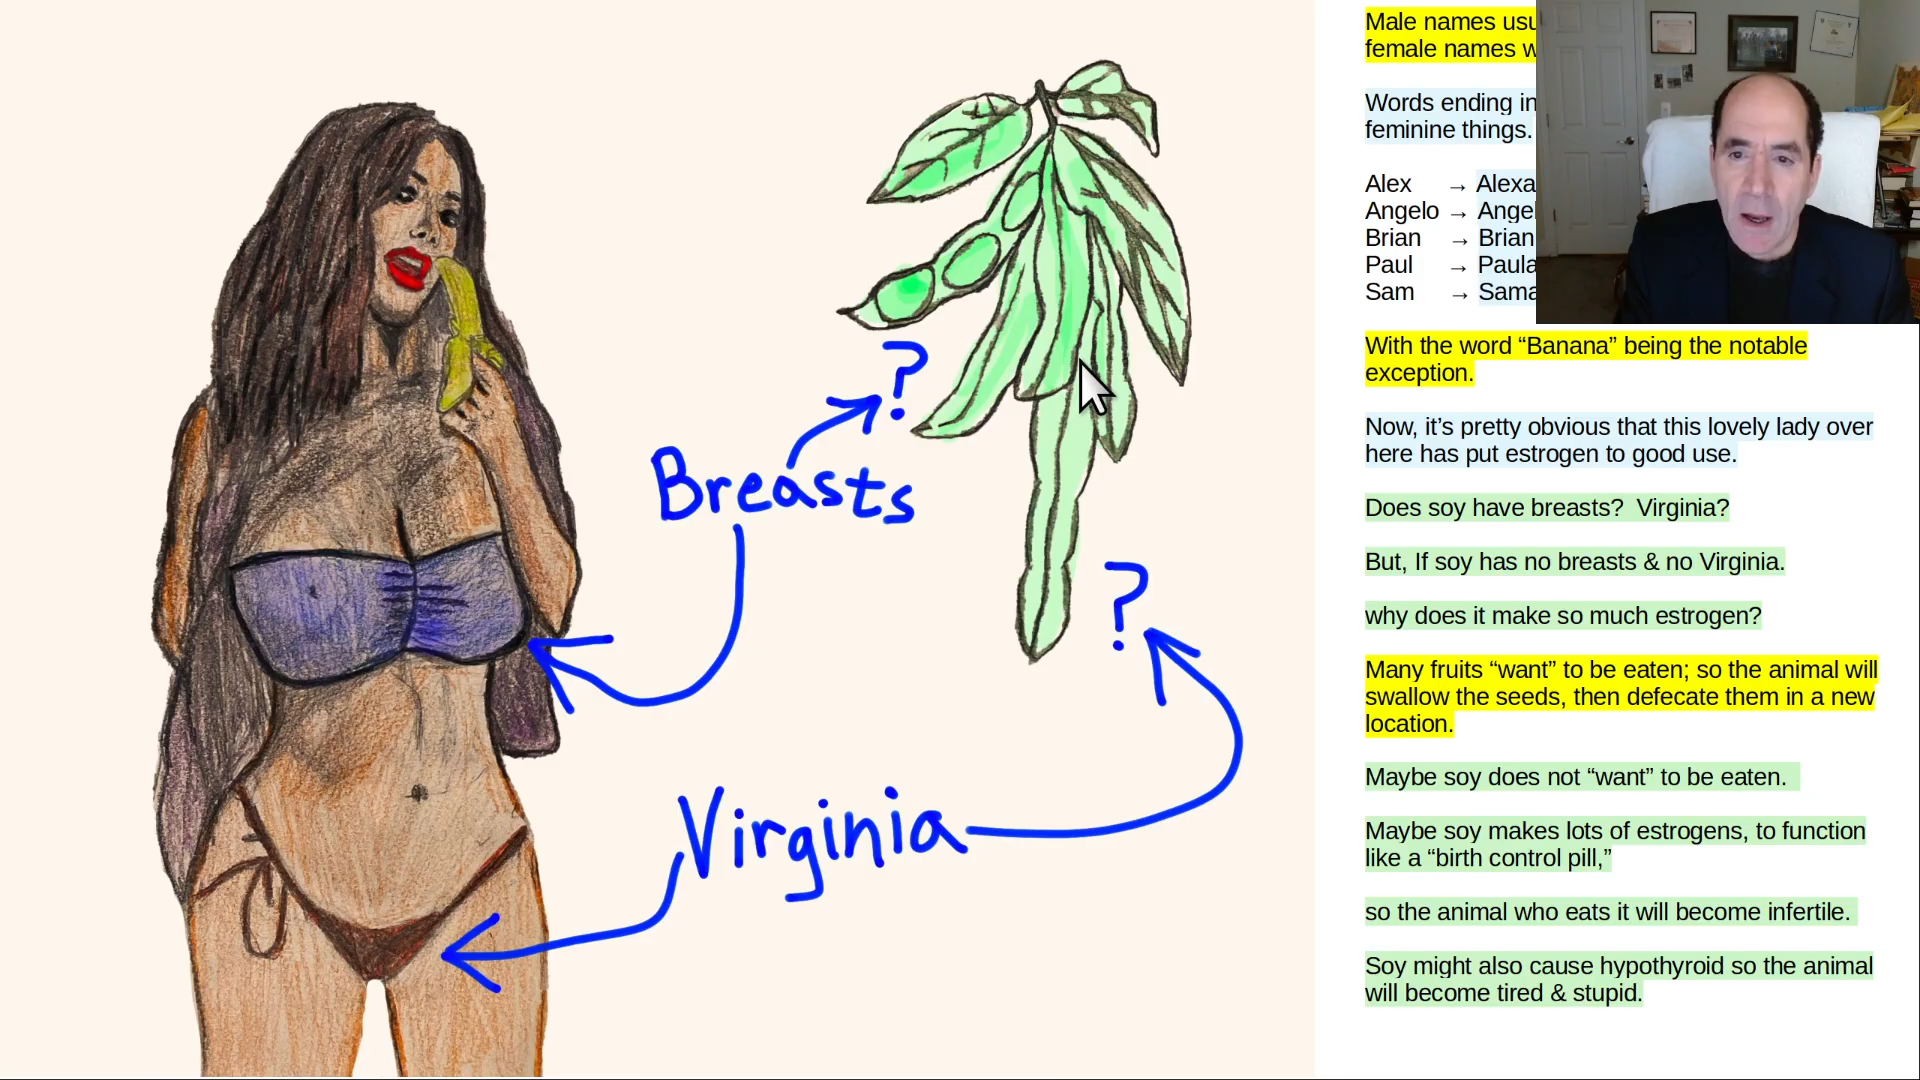 ?
Breasts
?
Virginia
Male names
female names
Words ending in
feminine things.
Alex →
Angelo →
Brian → Brian
Paul → Paula
Sam →
With the word “Banana” being the notable
exception.
Now, it’s pretty obvious that this lovely lady over
here has put estrogen to good use.
Does soy have breasts?  Virginia?
But, If soy has no breasts & no Virginia.
why does it make so much estrogen?
Many fruits “want” to be eaten; so the animal will
swallow the seeds, then defecate them in a new
location.
Maybe soy does not “want” to be eaten.
Maybe soy makes lots of estrogens, to function
like a “birth control pill,”
so the animal who eats it will become infertile.
Soy might also cause hypothyroid so the animal
will become tired & stupid.